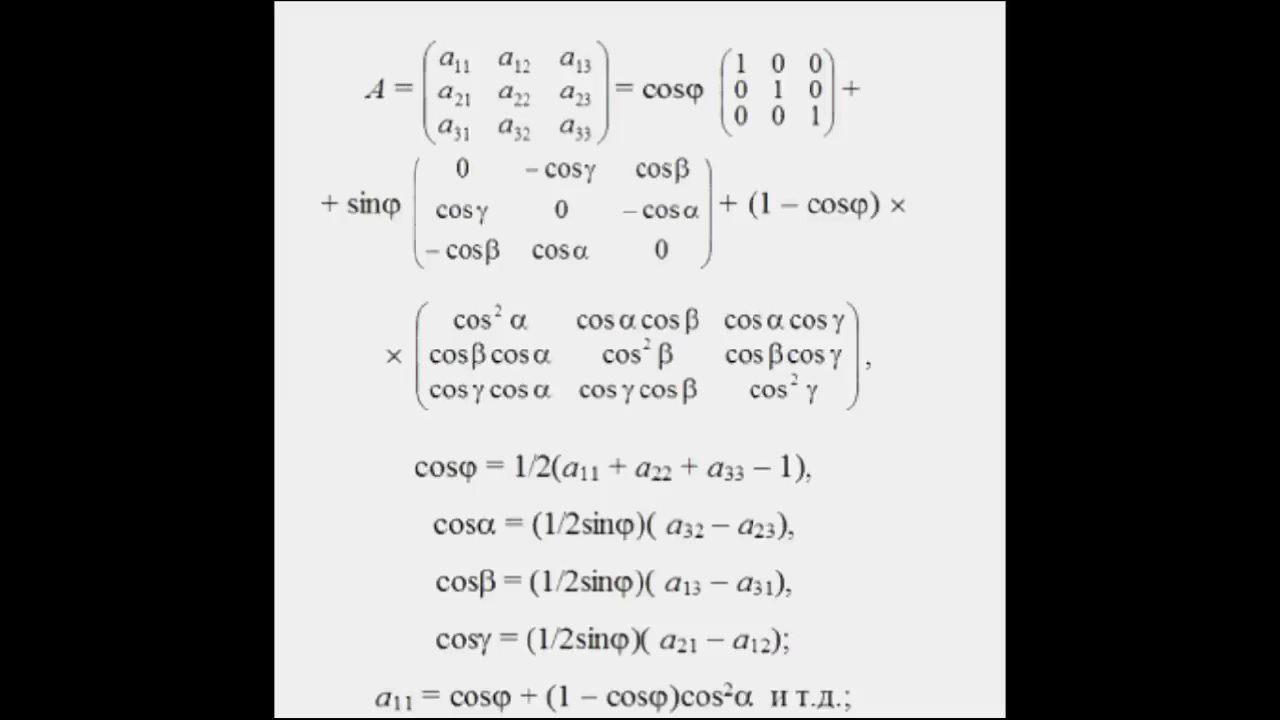 A = ( a₁₁ a₁₂ a₁₃ ) = cosφ ( 1 0 0 ) +
( a₂₁ a₂₂ a₂₃ ) ( 0 1 0 )
( a₃₁ a₃₂ a₃₃ ) ( 0 0 1 )
( 0 – cosγ cosβ )
+ sinφ ( cosγ 0 – cosα ) + (1 – cosφ) ×
( – cosβ cosα 0 )
( cos² α cosα cosβ cosα cosγ )
× ( cosβ cosα cos² β cosβ cosγ ) ,
( cosγ cosα cosγ cosβ cos² γ )
cosφ = 1/2(a₁₁ + a₂₂ + a₃₃ – 1),
cosα = (1/2sinφ)( a₃₂ – a₂₃),
cosβ = (1/2sinφ)( a₁₃ – a₃₁),
cosγ = (1/2sinφ)( a₂₁ – a₁₂);
a₁₁ = cosφ + (1 – cosφ)cos²α и т.д.;